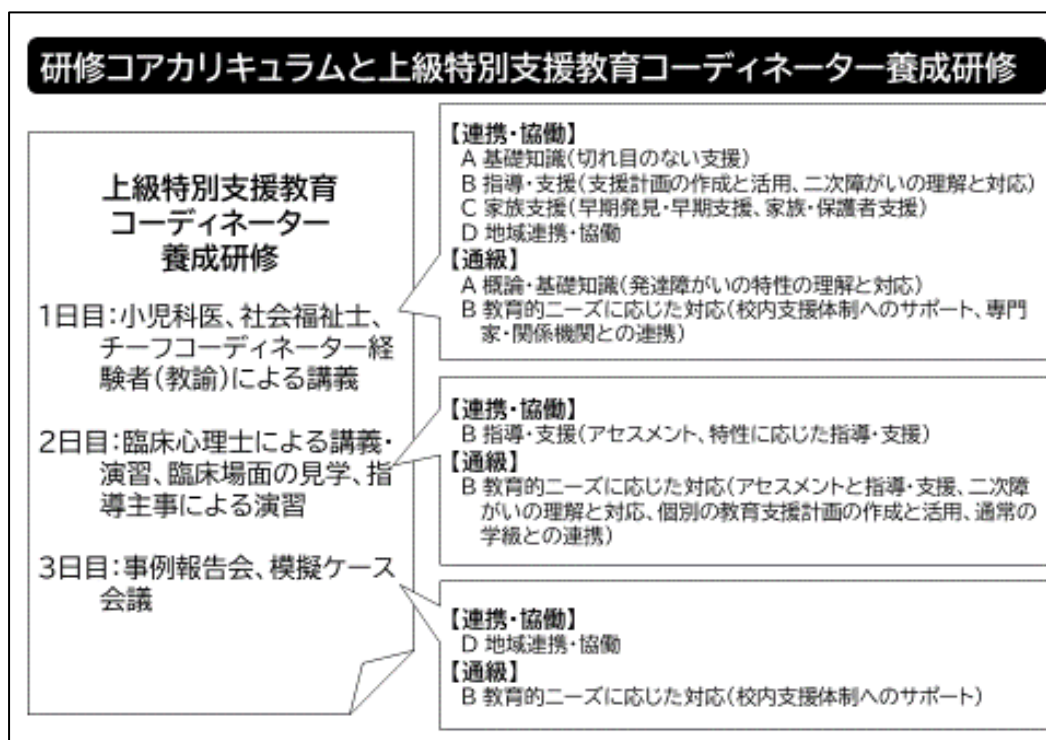 研修コアカリキュラムと上級特別支援教育コーディネーター養成研修
上級特別支援教育
コーディネーター
養成研修
1日目：小児科医、社会福祉士、
チーフコーディネーター経
験者（教諭）による講義
2日目：臨床心理士による講義・
演習、臨床場面の見学、指
導主事による演習
3日目：事例報告会、模擬ケース
会議
【連携・協働】
A 基礎知識（切れ目のない支援）
B 指導・支援（支援計画の作成と活用、二次障がいの理解と対応）
C 家族支援（早期発見・早期支援、家族・保護者支援）
D 地域連携・協働
【通級】
A 概論・基礎知識（発達障がいの特性の理解と対応）
B 教育的ニーズに応じた対応（校内支援体制へのサポート、専門
家・関係機関との連携）
【連携・協働】
B 指導・支援（アセスメント、特性に応じた指導・支援）
【通級】
B 教育的ニーズに応じた対応（アセスメントと指導・支援、二次障
がいの理解と対応、個別の教育支援計画の作成と活用、通常の
学級との連携）
【連携・協働】
D 地域連携・協働
【通級】
B 教育的ニーズに応じた対応（校内支援体制へのサポート）